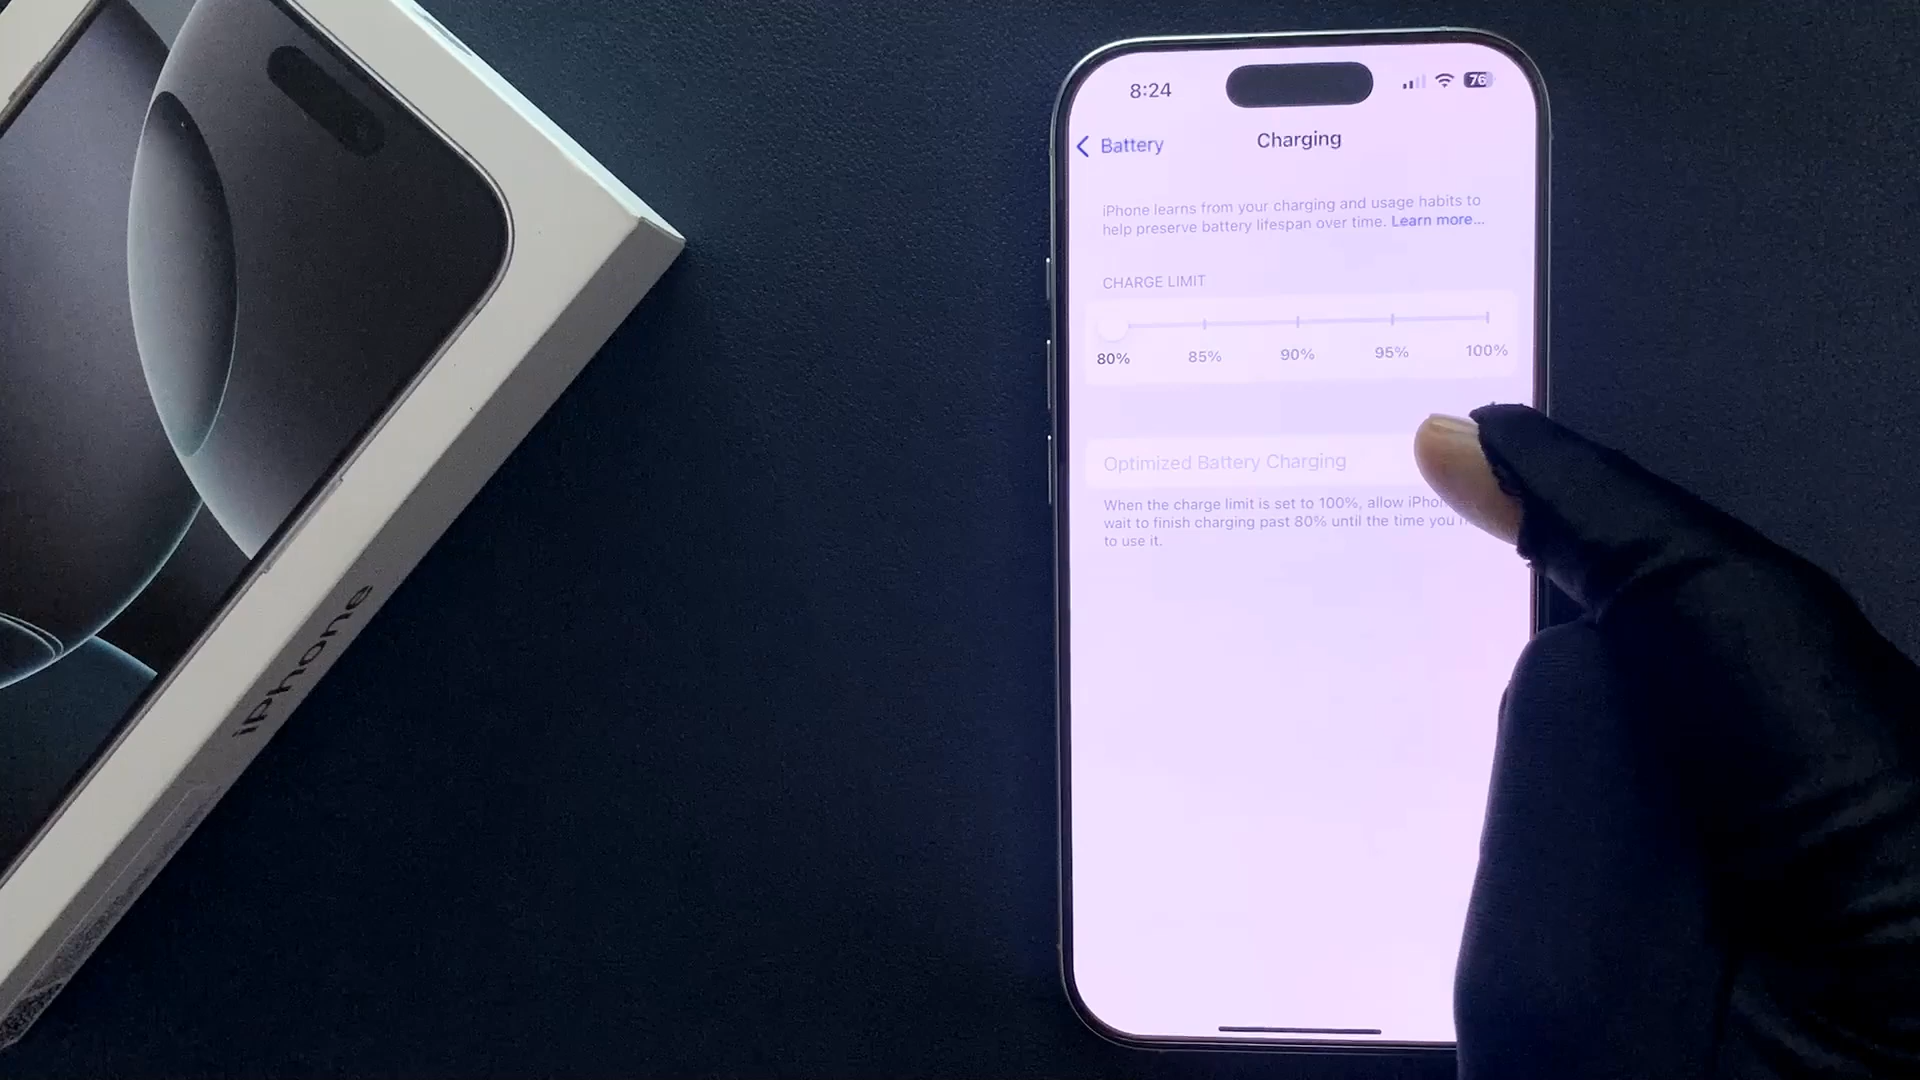 8:24
76
Battery
Charging
iPhone learns from your charging and usage habits to
help preserve battery lifespan over time. Learn more...
CHARGE LIMIT
80%
85%
90%
95%
100%
Optimized Battery Charging
When the charge limit is set to 100%, allow
wait to finish charging past 80% until the time you
to use it.
iPhone